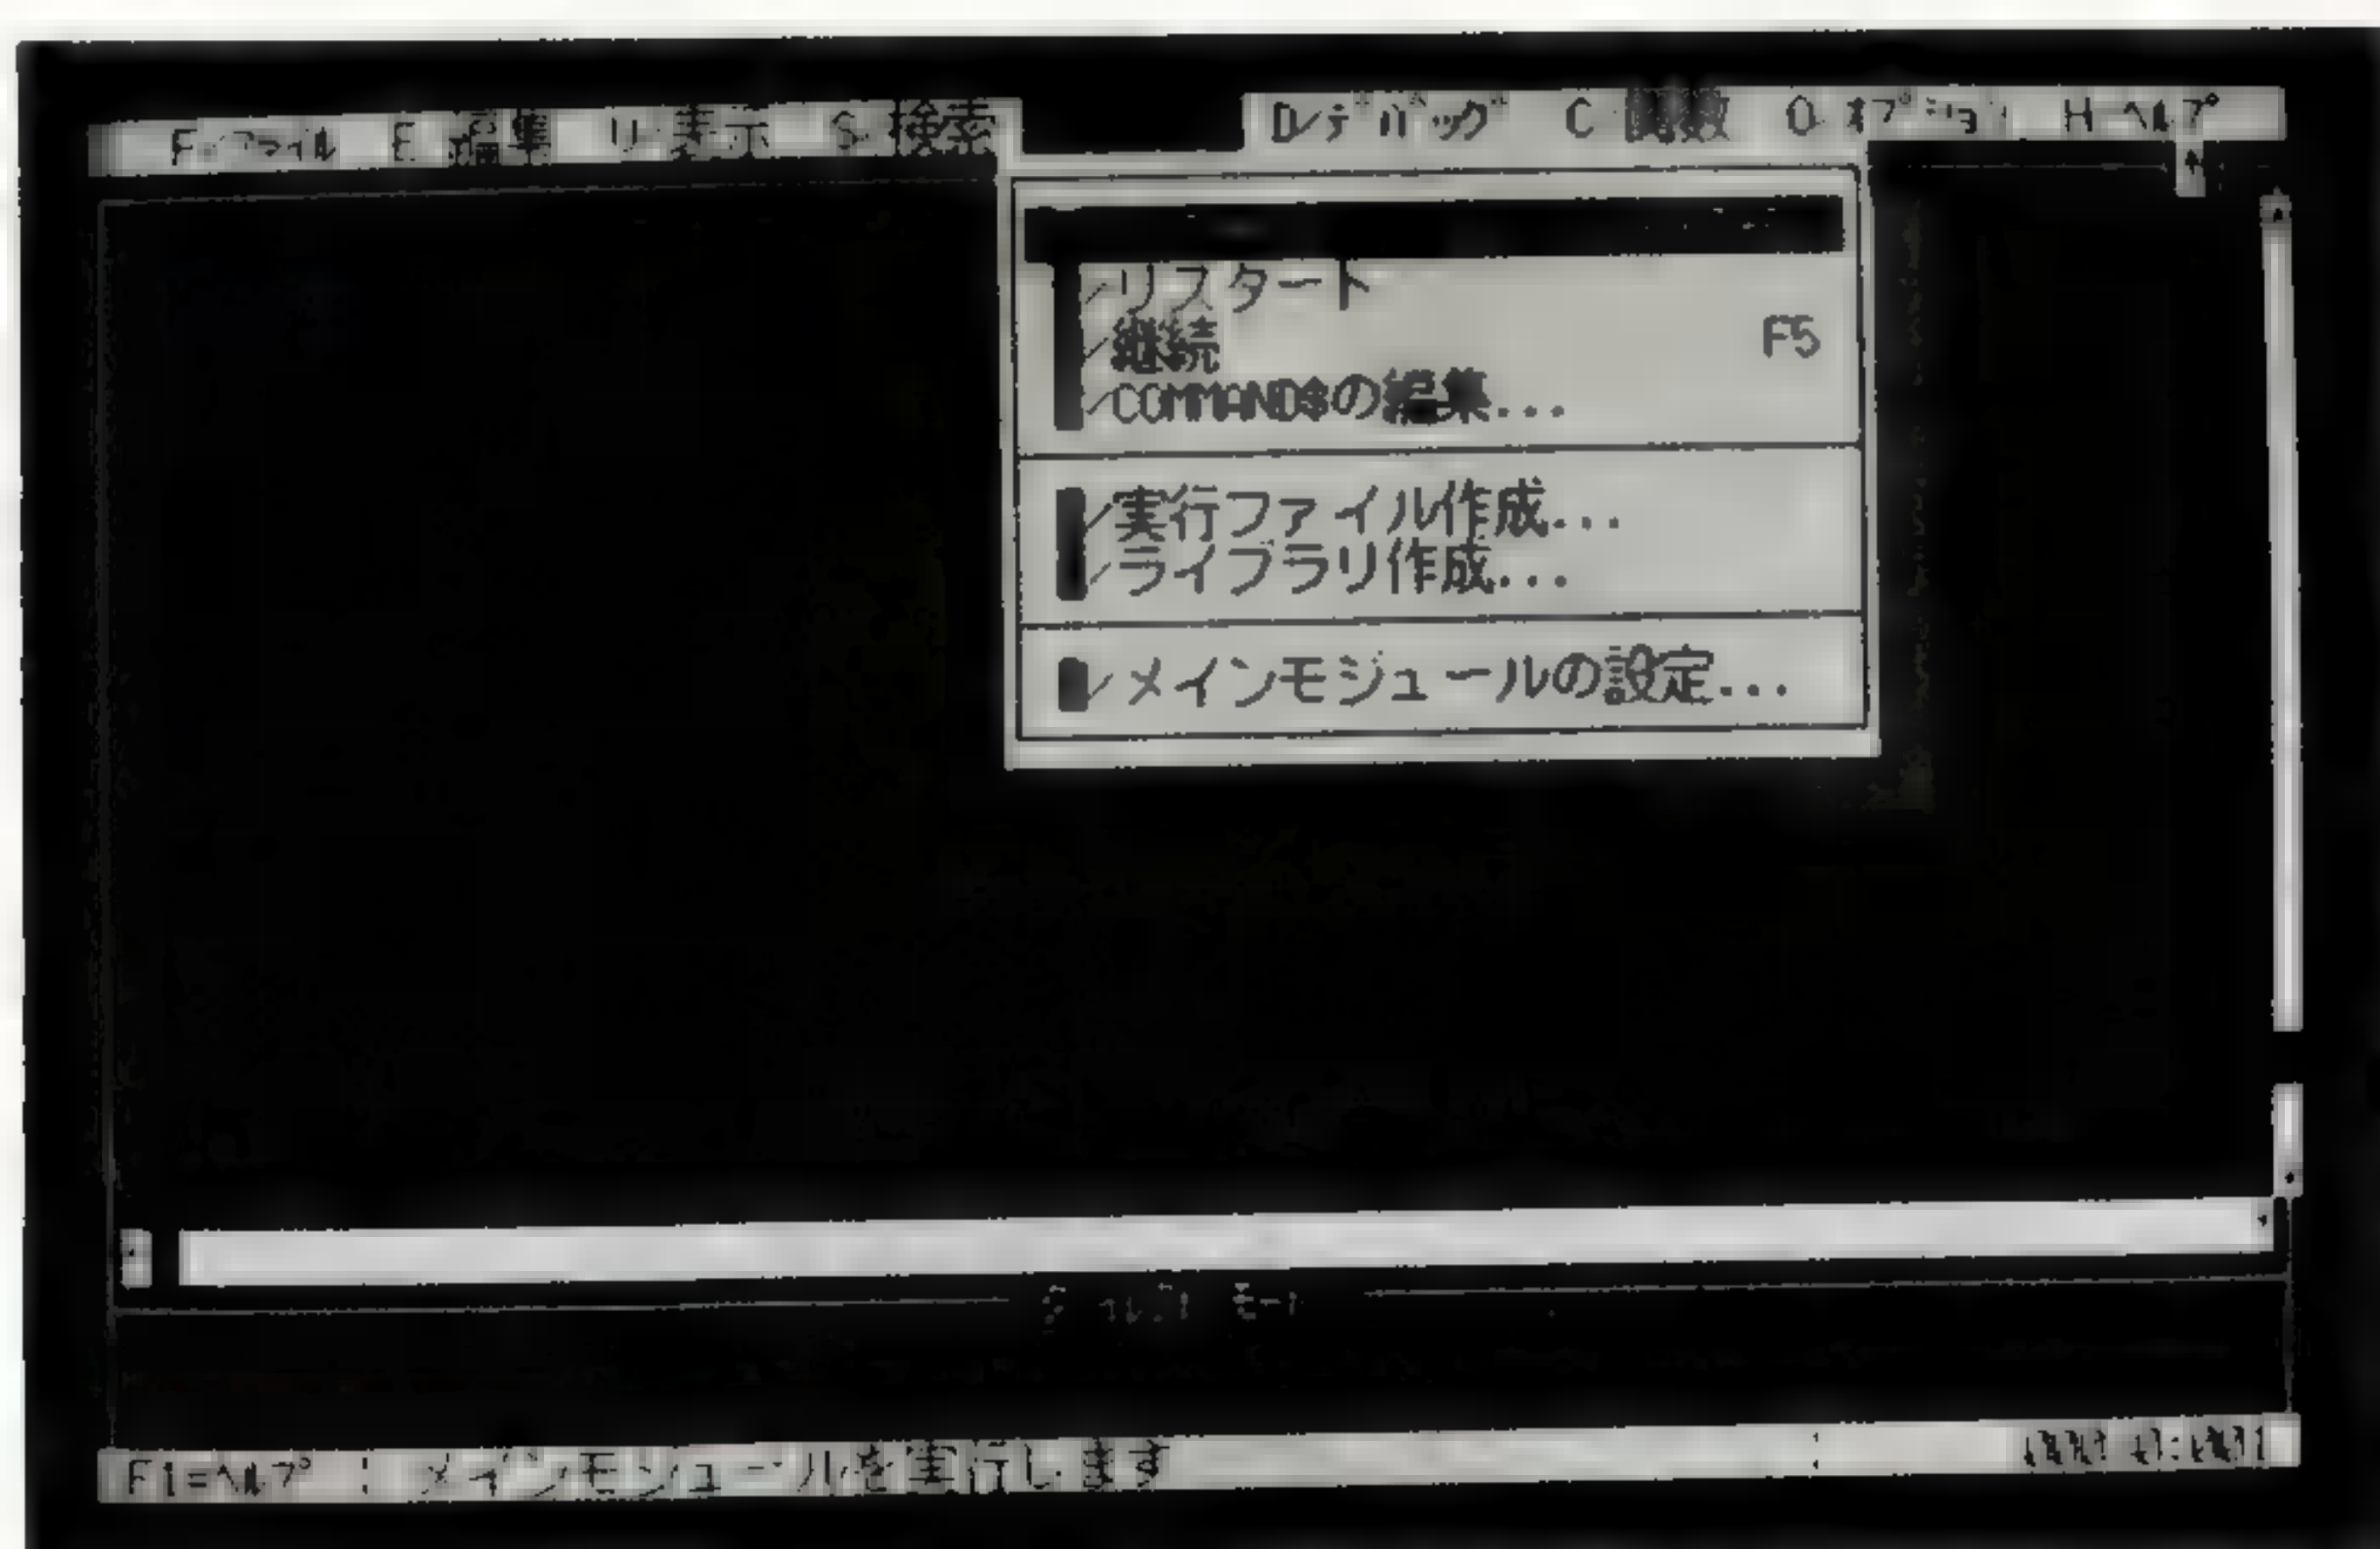 F/ファイル E/編集 U/表示 S/検索 D/デバッグ C/関数 O/オプション H/ヘルプ
/リスタート
/継続 F5
/COMMAND$の編集...
/実行ファイル作成...
/ライブラリ作成...
/メインモジュールの設定...
F1=ヘルプ : メインモジュールを実行します